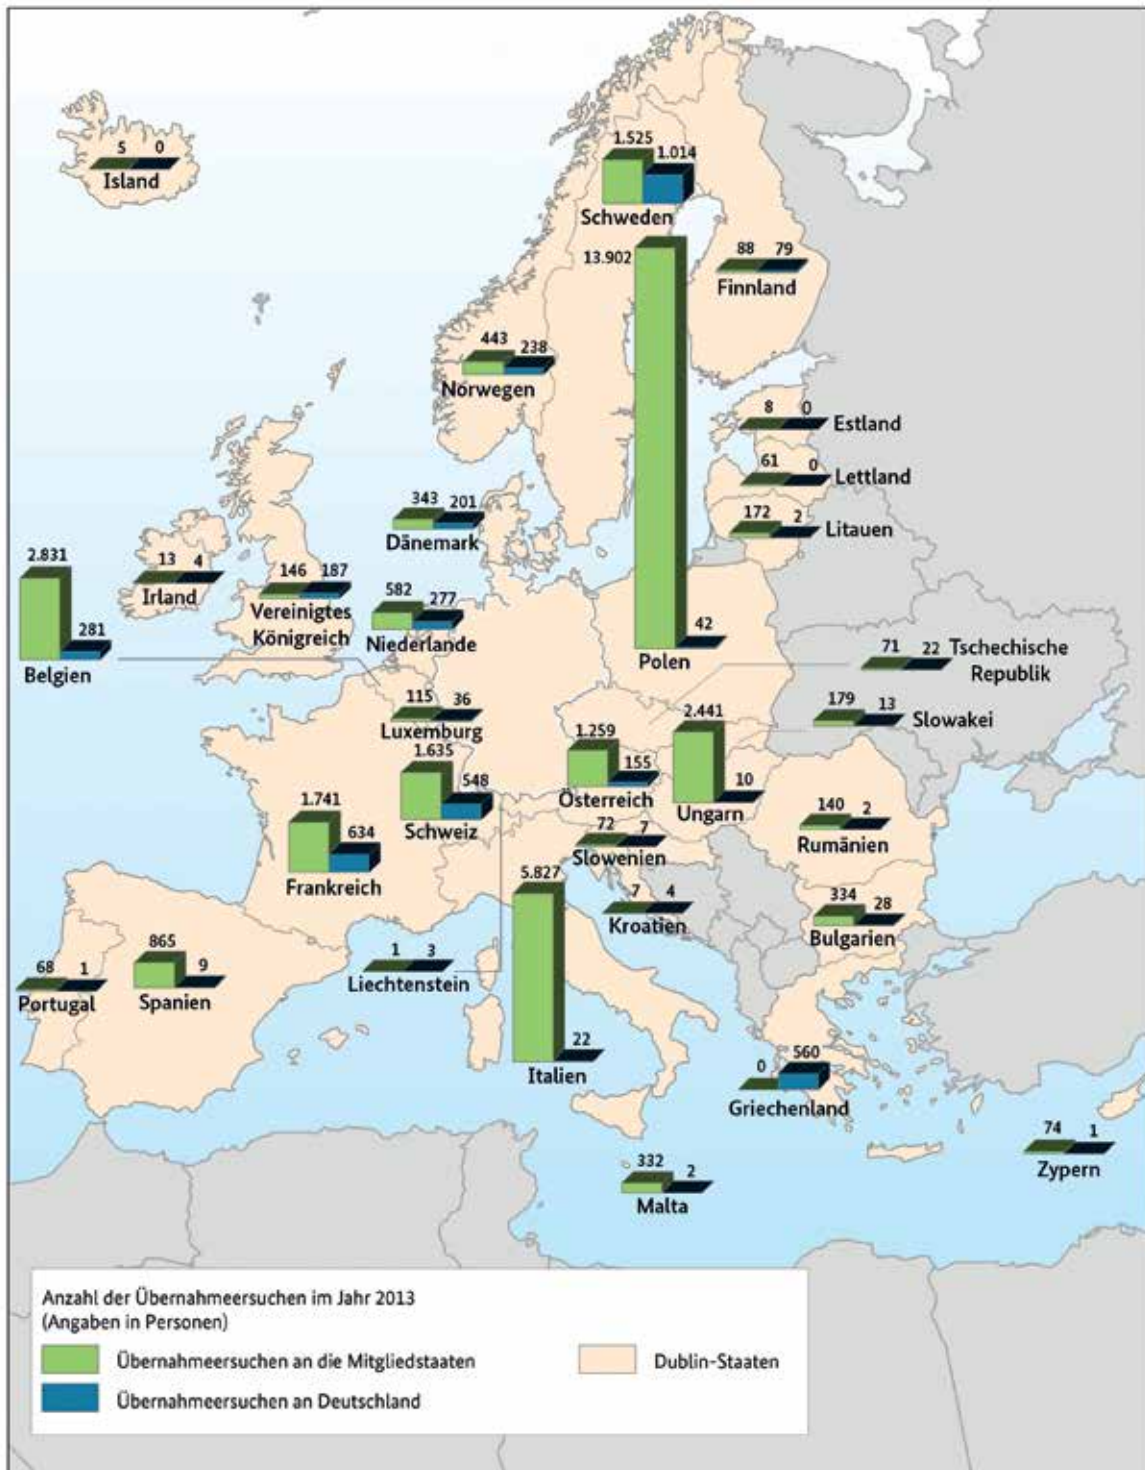 5 0
Island
1.525 1.014
Schweden
13.902
88 79
Finnland
443 238
Norwegen
8 0
Estland
61 0
Lettland
172 2
Litauen
343 201
Dänemark
2.831 281
Belgien
13 4
Irland
146 187
Vereinigtes
Königreich
582 277
Niederlande
42
Polen
71 22
Tschechische
Republik
179 13
Slowakei
115 36
Luxemburg
1.635 548
Schweiz
1.259 155
Österreich
2.441 10
Ungarn
140 2
Rumänien
1.741 634
Frankreich
72 7
Slowenien
7 4
Kroatien
334 28
Bulgarien
68 1
Portugal
865 9
Spanien
1 3
Liechtenstein
5.827 22
Italien
0 560
Griechenland
74 1
Zypern
332 2
Malta
Anzahl der Übernahmeersuchen im Jahr 2013
(Angaben in Personen)
Übernahmeersuchen an die Mitgliedstaaten
Übernahmeersuchen an Deutschland
Dublin-Staaten